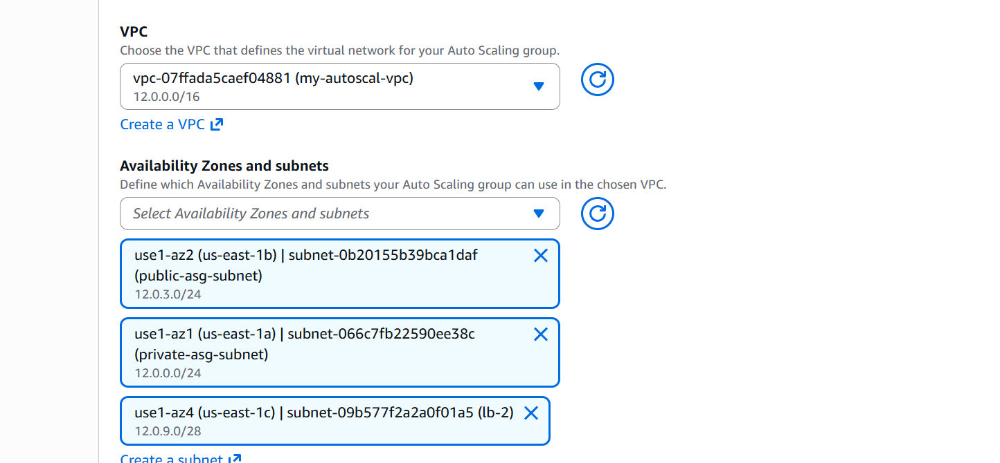 VPC
Choose the VPC that defines the virtual network for your Auto Scaling group.
vpc-07ffada5caef04881 (my-autoscal-vpc)
12.0.0.0/16
Create a VPC
Availability Zones and subnets
Define which Availability Zones and subnets your Auto Scaling group can use in the chosen VPC.
Select Availability Zones and subnets
use1-az2 (us-east-1b) | subnet-0b20155b39bca1daf
(public-asg-subnet)
12.0.3.0/24
use1-az1 (us-east-1a) | subnet-066c7fb22590ee38c
(private-asg-subnet)
12.0.0.0/24
use1-az4 (us-east-1c) | subnet-09b577f2a2a0f01a5 (lb-2)
12.0.9.0/28
Create a subnet